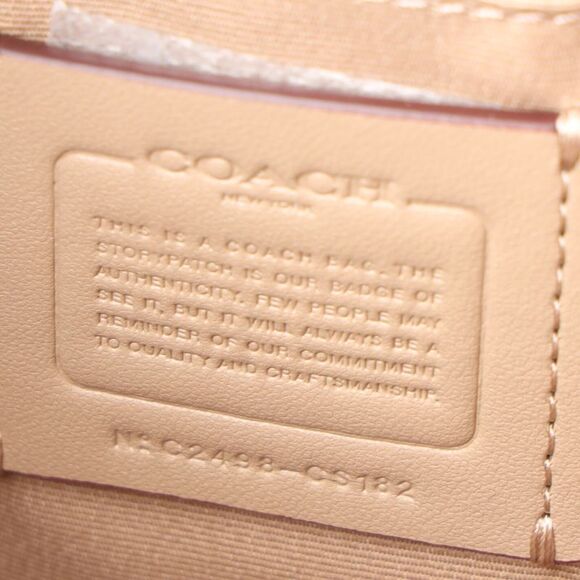 COACH
NEW YORK
THIS IS A COACH BAG. THE
STORYPATCH IS OUR BADGE OF
AUTHENTICITY. FEW PEOPLE MAY
SEE IT, BUT IT WILL ALWAYS BE A
REMINDER OF OUR COMMITMENT
TO QUALITY AND CRAFTSMANSHIP.
NO C2498-CS182